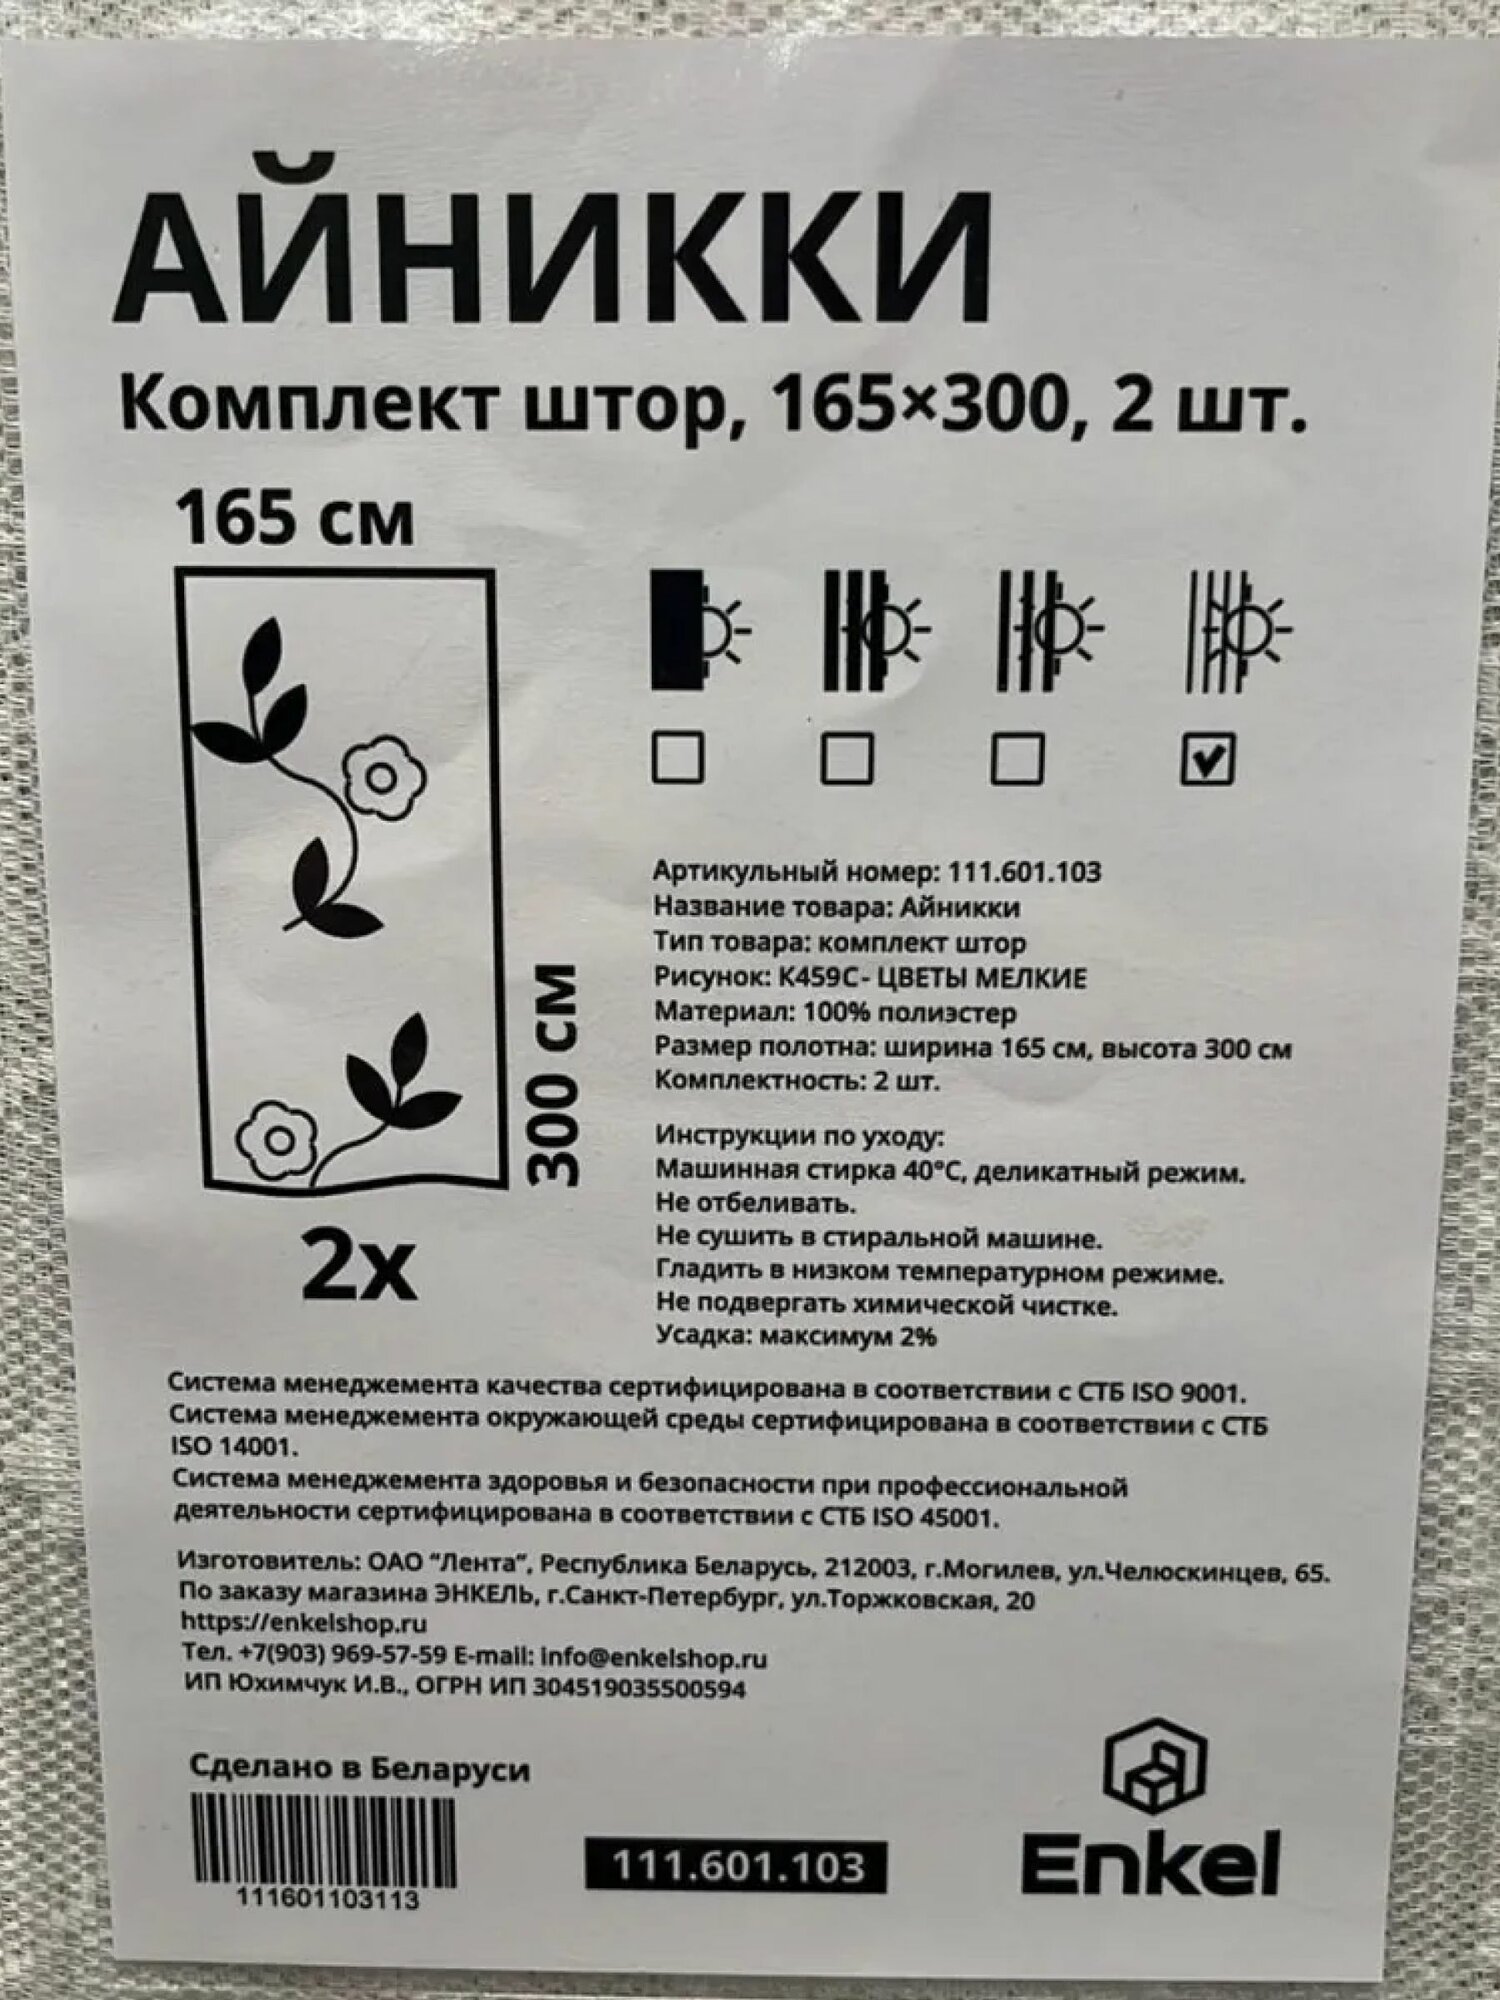 АЙНИККИ
Комплект штор, 165×300, 2 шт.
165 см
300 см
2x
Артикульный номер: 111.601.103
Название товара: Айникки
Тип товара: комплект штор
Рисунок: К459С- ЦВЕТЫ МЕЛКИЕ
Материал: 100% полиэстер
Размер полотна: ширина 165 см, высота 300 см
Комплектность: 2 шт.
Инструкции по уходу:
Машинная стирка 40°C, деликатный режим.
Не отбеливать.
Не сушить в стиральной машине.
Гладить в низком температурном режиме.
Не подвергать химической чистке.
Усадка: максимум 2%
Система менеджемента качества сертифицирована в соответствии с СТБ ISO 9001.
Система менеджемента окружающей среды сертифицирована в соответствии с СТБ
ISO 14001.
Система менеджемента здоровья и безопасности при профессиональной
деятельности сертифицирована в соответствии с СТБ ISO 45001.
Изготовитель: ОАО “Лента”, Республика Беларусь, 212003, г.Могилев, ул.Челюскинцев, 65.
По заказу магазина ЭНКЕЛЬ, г.Санкт-Петербург, ул.Торжковская, 20
https://enkelshop.ru
Тел. +7(903) 969-57-59 E-mail: info@enkelshop.ru
ИП Юхимчук И.В., ОГРН ИП 304519035500594
Сделано в Беларуси
111601103113
111.601.103
Enkel